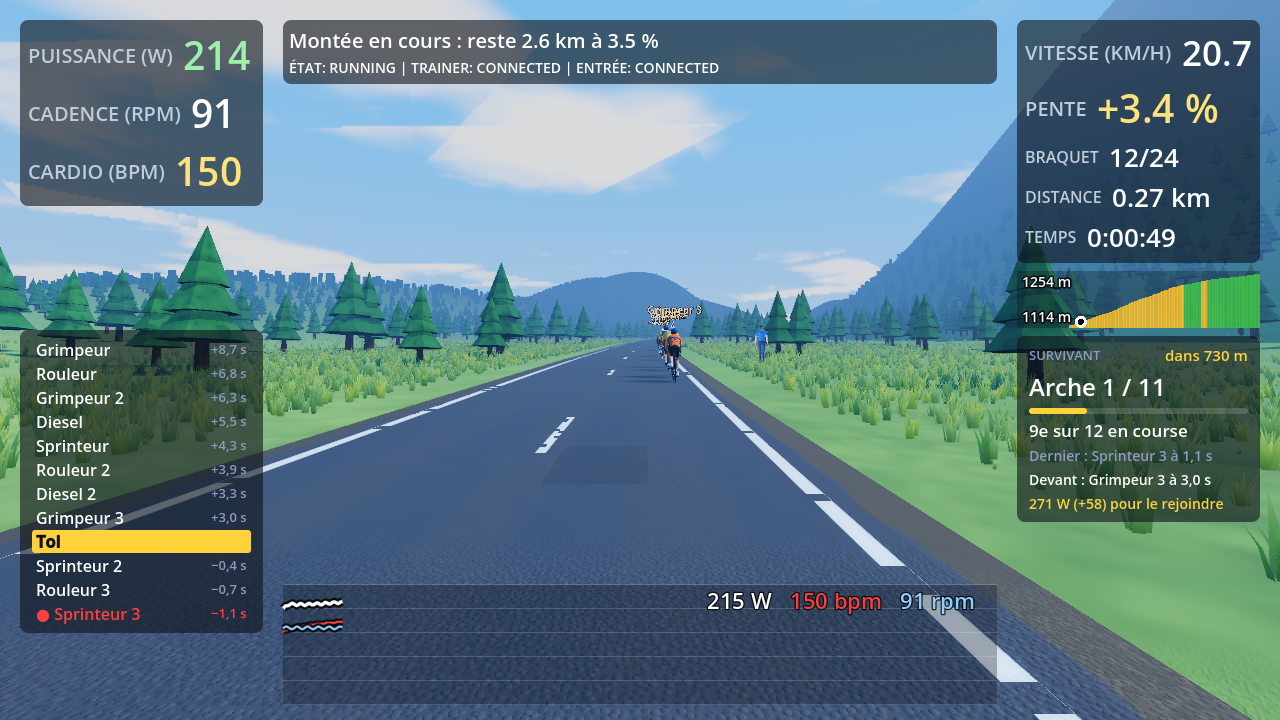 PUISSANCE (W) 214
CADENCE (RPM) 91
CARDIO (BPM) 150
Montée en cours : reste 2.6 km à 3.5 %
ÉTAT: RUNNING | TRAINER: CONNECTED | ENTRÉE: CONNECTED
VITESSE (KM/H) 20.7
PENTE +3.4 %
BRAQUET 12/24
DISTANCE 0.27 km
TEMPS 0:00:49
1254 m
1114 m
SURVIVANT dans 730 m
Arche 1 / 11
9e sur 12 en course
Dernier : Sprinteur 3 à 1,1 s
Devant : Grimpeur 3 à 3,0 s
271 W (+58) pour le rejoindre
Grimpeur 3
Grimpeur +8,7 s
Rouleur +6,8 s
Grimpeur 2 +6,3 s
Diesel +5,5 s
Sprinteur +4,3 s
Rouleur 2 +3,9 s
Diesel 2 +3,3 s
Grimpeur 3 +3,0 s
Toi
Sprinteur 2 −0,4 s
Rouleur 3 −0,7 s
Sprinteur 3 −1,1 s
215 W 150 bpm 91 rpm